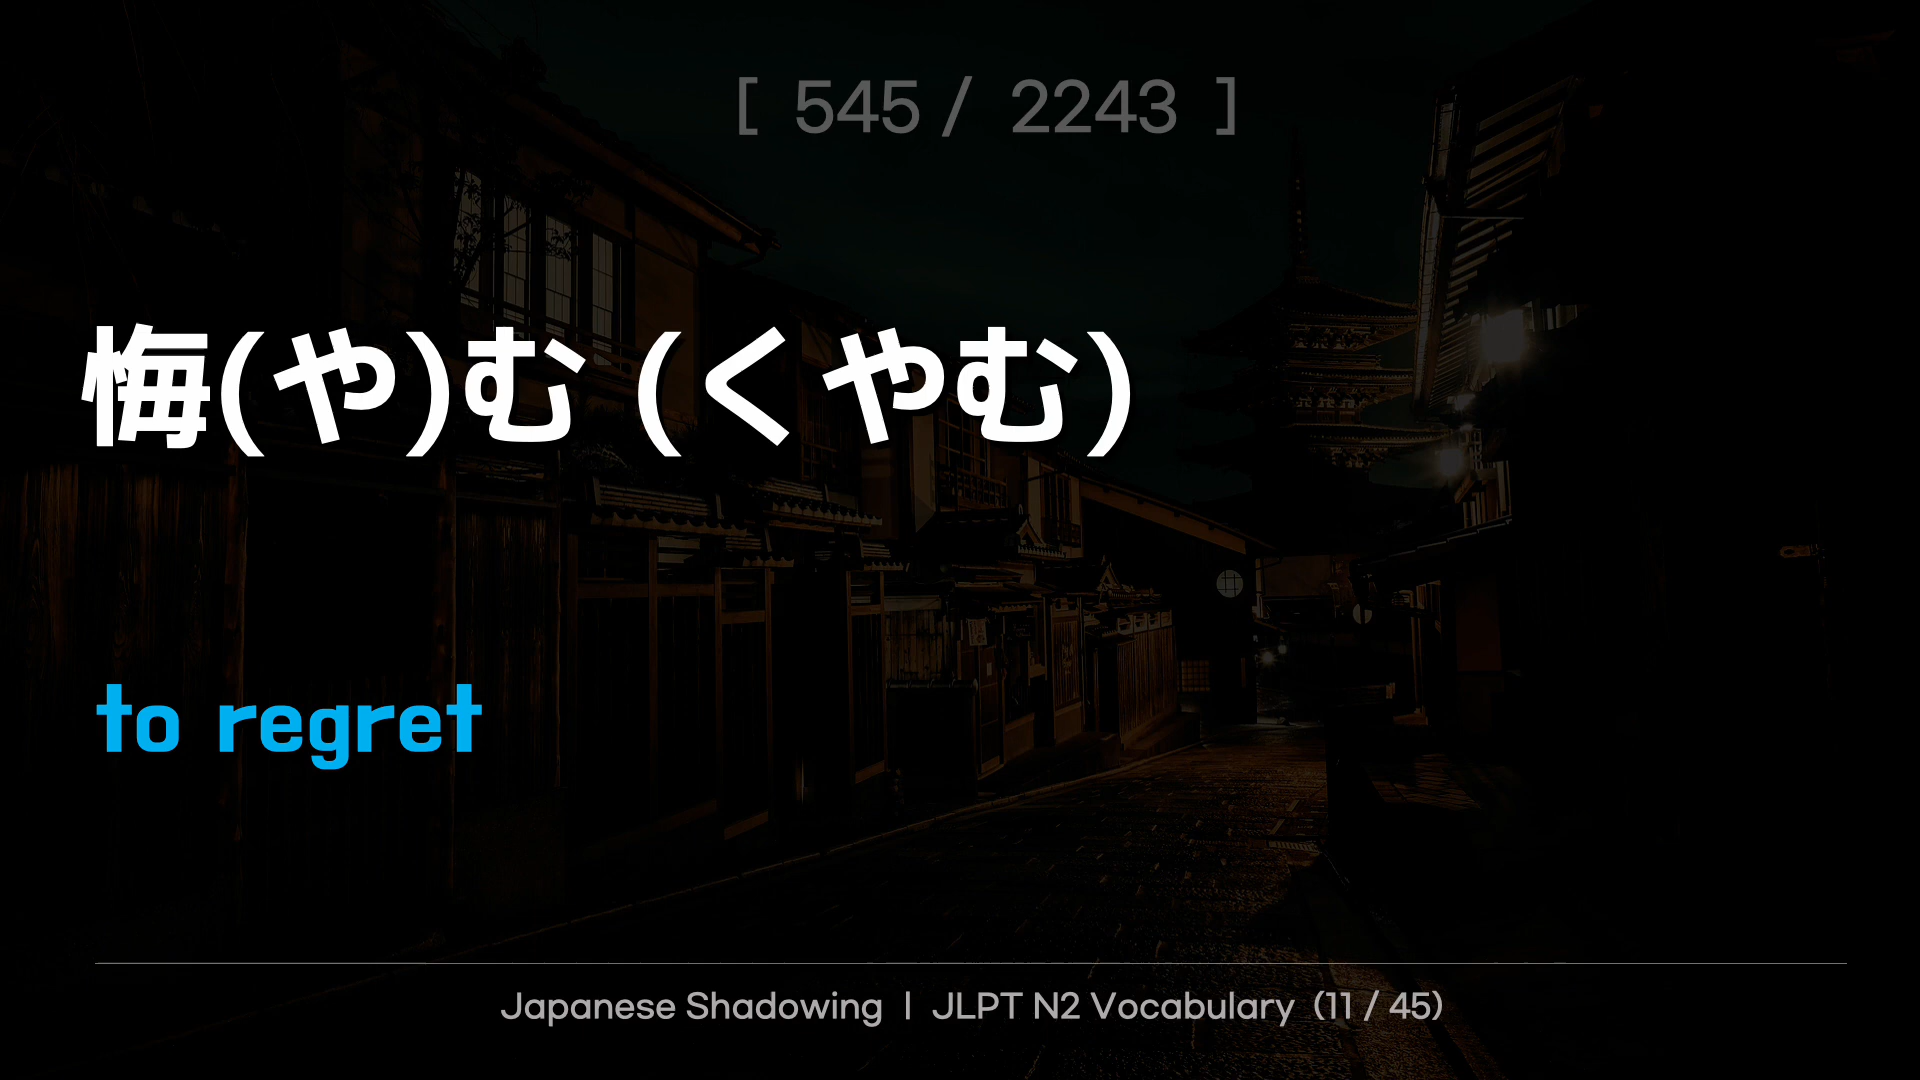 [ 545 / 2243 ]
悔(や)む (くやむ)
to regret
Japanese Shadowing | JLPT N2 Vocabulary (11 / 45)